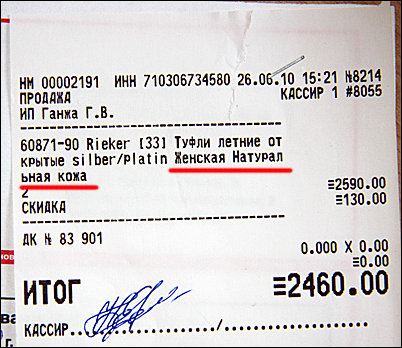 НМ 00002191 ИНН 710306734580 26.06.10 15:21 №8214
ПРОДАЖА КАССИР 1 #8055
ИП Ганжа Г.В.
60871-90 Rieker [33] Туфли летние от
крытые silber/Platin Женская Натурал
ьная кожа
2 ≡2590.00
СКИДКА ≡130.00
ДК № 83 901
0.000 X 0.00
≡0.00
ИТОГ ≡2460.00
КАССИР................/................/